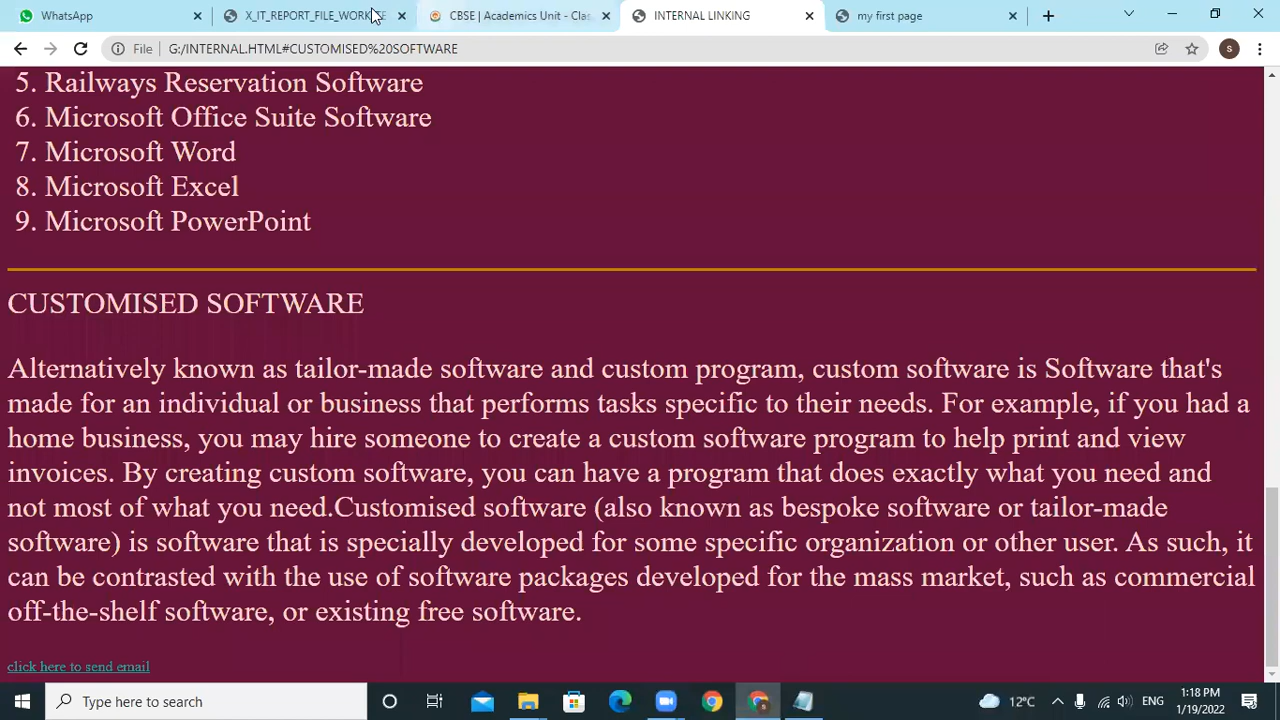 WhatsApp
X_IT_REPORT_FILE_WORK
CBSE | Academics Unit - Clas
INTERNAL LINKING
my first page
File
G:/INTERNAL.HTML#CUSTOMISED%20SOFTWARE
S
5. Railways Reservation Software
6. Microsoft Office Suite Software
7. Microsoft Word
8. Microsoft Excel
9. Microsoft PowerPoint
CUSTOMISED SOFTWARE
Alternatively known as tailor-made software and custom program, custom software is Software that's
made for an individual or business that performs tasks specific to their needs. For example, if you had a
home business, you may hire someone to create a custom software program to help print and view
invoices. By creating custom software, you can have a program that does exactly what you need and
not most of what you need.Customised software (also known as bespoke software or tailor-made
software) is software that is specially developed for some specific organization or other user. As such, it
can be contrasted with the use of software packages developed for the mass market, such as commercial
off-the-shelf software, or existing free software.
click here to send email
Type here to search
12°C
ENG
1:18 PM
1/19/2022